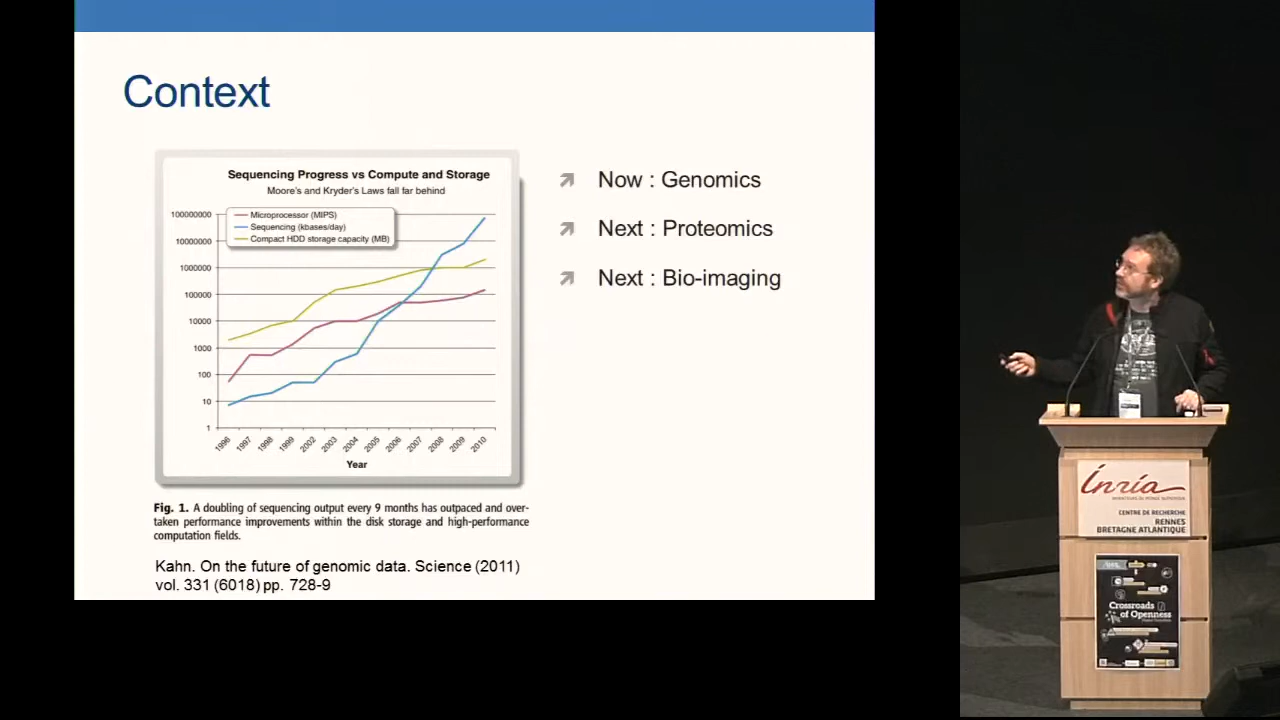 Context
Sequencing Progress vs Compute and Storage
Moore's and Kryder's Laws fall far behind
Microprocessor (MIPS)
Sequencing (kbases/day)
Compact HDD storage capacity (MB)
100000000
10000000
1000000
100000
10000
1000
100
10
1
1996 1997 1998 1999 2002 2003 2004 2005 2006 2007 2008 2009 2010
Year
Fig. 1. A doubling of sequencing output every 9 months has outpaced and over-
taken performance improvements within the disk storage and high-performance
computation fields.
Kahn. On the future of genomic data. Science (2011)
vol. 331 (6018) pp. 728-9
Now : Genomics
Next : Proteomics
Next : Bio-imaging
Inria
CENTRE DE RECHERCHE
RENNES
BRETAGNE ATLANTIQUE
Crossroads
of Openness